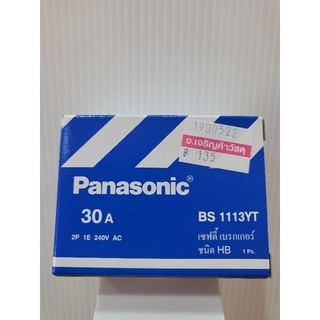 1900522
จ.เจริญค้าวัสดุ
฿ 135
Panasonic®
30 A
BS 1113YT
2P 1E 240V AC
เซฟตี้ เบรกเกอร์
ชนิด HB 1 Pc.